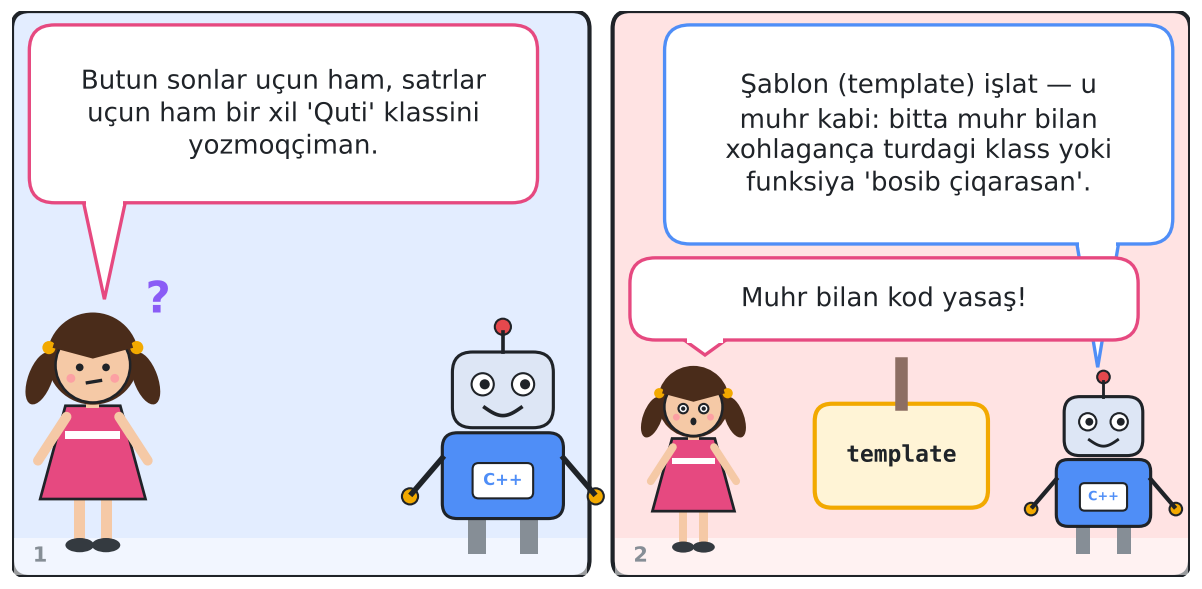 Butun sonlar uçun ham, satrlar
uçun ham bir xil 'Quti' klassini
yozmoqçiman.
?
C++
1
Şablon (template) işlat — u
muhr kabi: bitta muhr bilan
xohlagança turdagi klass yoki
funksiya 'bosib çiqarasan'.
Muhr bilan kod yasaş!
template
C++
2